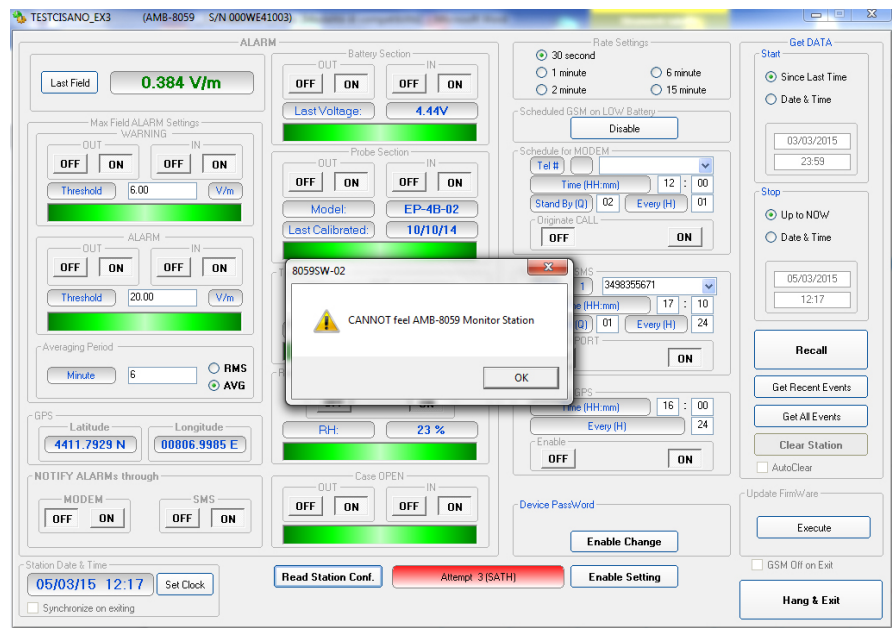 TESTCISANO_EX3 (AMB-8059 S/N 000WE41003)
ALARM
Last Field 0.384 V/m
Max Field ALARM Settings
WARNING
OUT IN
OFF ON OFF ON
Threshold 6.00 V/m
ALARM
OUT IN
OFF ON OFF ON
Threshold 20.00 V/m
Averaging Period
Minute 6
RMS
AVG
GPS
Latitude Longitude
4411.7929 N 00806.9985 E
NOTIFY ALARMs through
MODEM SMS
OFF ON OFF ON
Station Date & Time
05/03/15 12:17 Set Clock
Synchronize on exiting
Battery Section
OUT IN
OFF ON OFF ON
Last Voltage: 4.44V
Probe Section
OUT IN
OFF ON OFF ON
Model: EP-4B-02
Last Calibrated: 10/10/14
8059SW-02
CANNOT feel AMB-8059 Monitor Station
OK
RH: 23 %
Case OPEN
OUT IN
OFF ON OFF ON
Read Station Conf. Attempt 3 (SATH) Enable Setting
Rate Settings
30 second
1 minute 6 minute
2 minute 15 minute
Scheduled GSM on LOW Battery
Disable
Schedule for MODEM
Tel #
Time (HH:mm) 12 : 00
Stand By (Q) 02 Every (H) 01
Originate CALL
OFF ON
SMS
1 3498355671
(HH:mm) 17 : 10
(Q) 01 Every (H) 24
PORT
ON
GPS
Time (HH:mm) 16 : 00
Every (H) 24
Enable
OFF ON
Device PassWord
Enable Change
Get DATA
Start
Since Last Time
Date & Time
03/03/2015
23:59
Stop
Up to NOW
Date & Time
05/03/2015
12:17
Recall
Get Recent Events
Get All Events
Clear Station
AutoClear
Update FirmWare
Execute
GSM Off on Exit
Hang & Exit